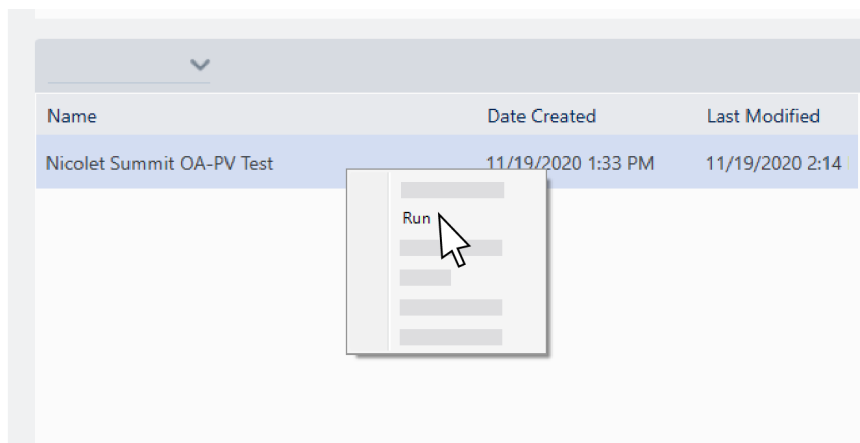 Name Date Created Last Modified
Nicolet Summit OA-PV Test 11/19/2020 1:33 PM 11/19/2020 2:14
Run